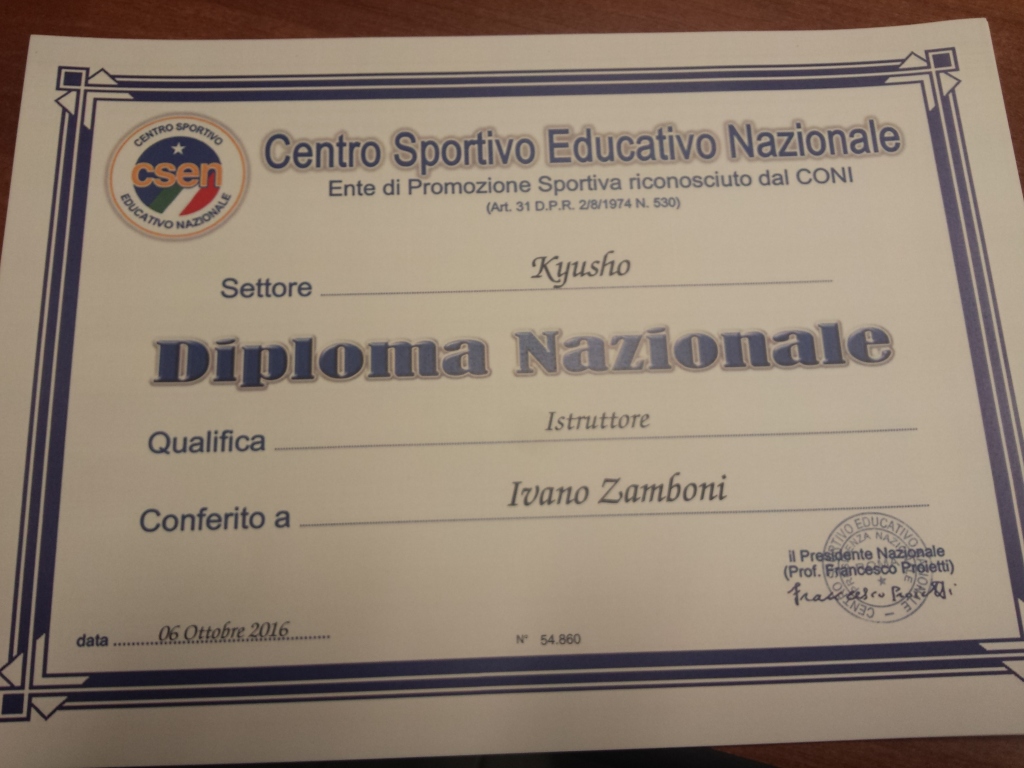 CENTRO SPORTIVO
csen
EDUCATIVO NAZIONALE
Centro Sportivo Educativo Nazionale
Ente di Promozione Sportiva riconosciuto dal CONI
(Art. 31 D.P.R. 2/8/1974 N. 530)
Settore Kyusho
Diploma Nazionale
Qualifica Istruttore
Conferito a Ivano Zamboni
il Presidente Nazionale
(Prof. Francesco Proietti)
Francesco Proietti
data 06 Ottobre 2016
N° 54.860